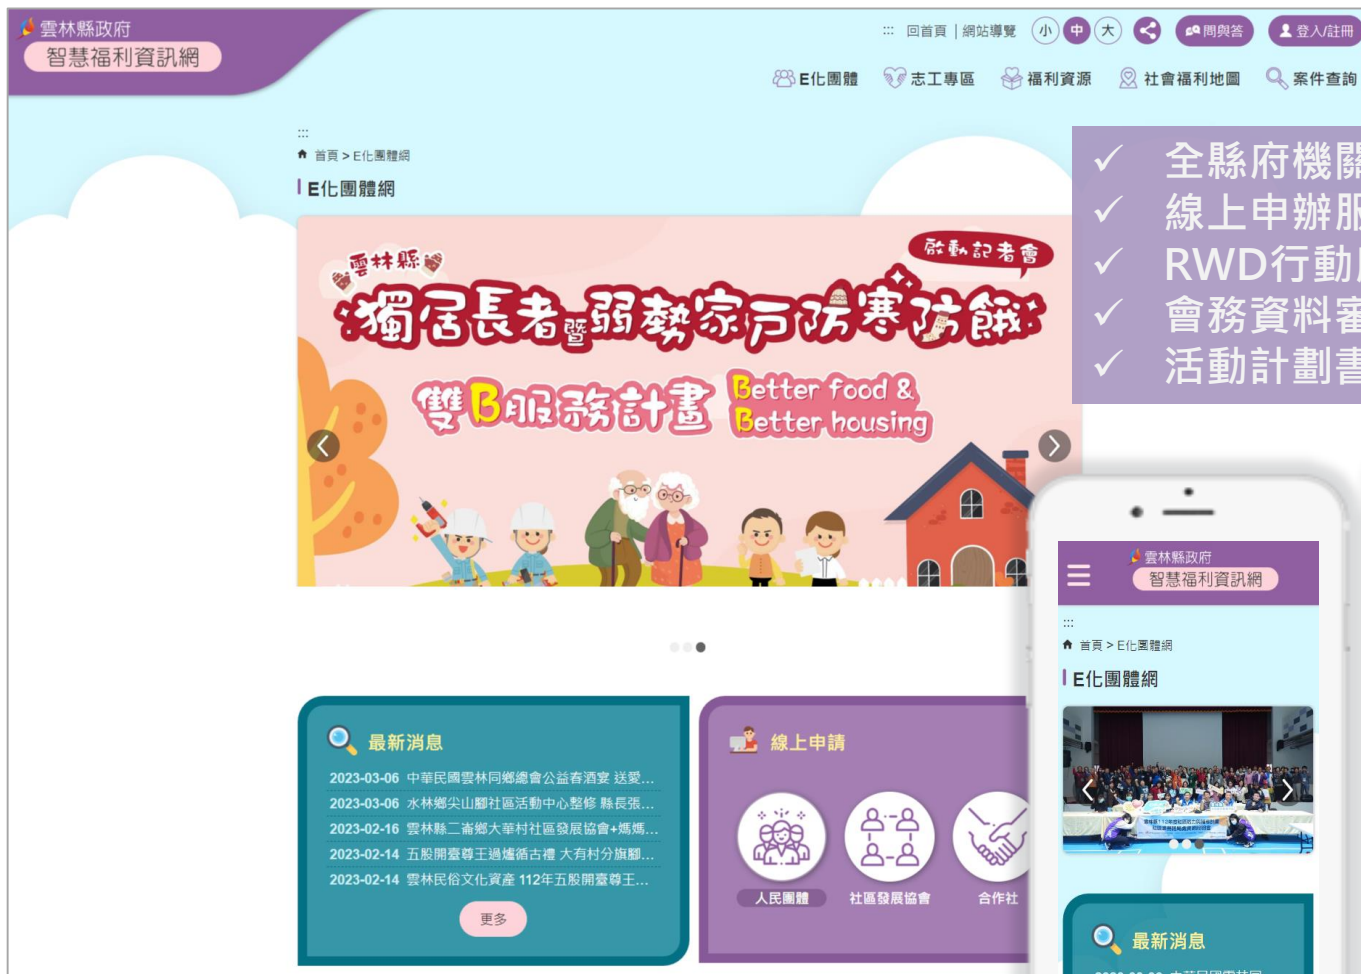 雲林縣政府
智慧福利資訊網
::: 回首頁 | 網站導覽 小 中 大 問與答 登入/註冊
E化團體 志工專區 福利資源 社會福利地圖 案件查詢
:::
首頁 > E化團體網
E化團體網
✓ 全縣府機關
✓ 線上申辦服
✓ RWD行動
✓ 會務資料審
✓ 活動計劃書
啟動記者會
雲林縣
獨居長者暨弱勢家戶防寒防餓
雙B服務計畫
Better food &
Better housing
最新消息
2023-03-06 中華民國雲林同鄉總會公益春酒宴 送愛...
2023-03-06 水林鄉尖山腳社區活動中心整修 縣長張...
2023-02-16 雲林縣二崙鄉大華村社區發展協會+媽媽...
2023-02-14 五股開臺尊王過爐循古禮 大有村分旗腳...
2023-02-14 雲林民俗文化資產 112年五股開臺尊王...
更多
線上申請
人民團體 社區發展協會 合作社
雲林縣政府
智慧福利資訊網
:::
首頁 > E化團體網
E化團體網
最新消息